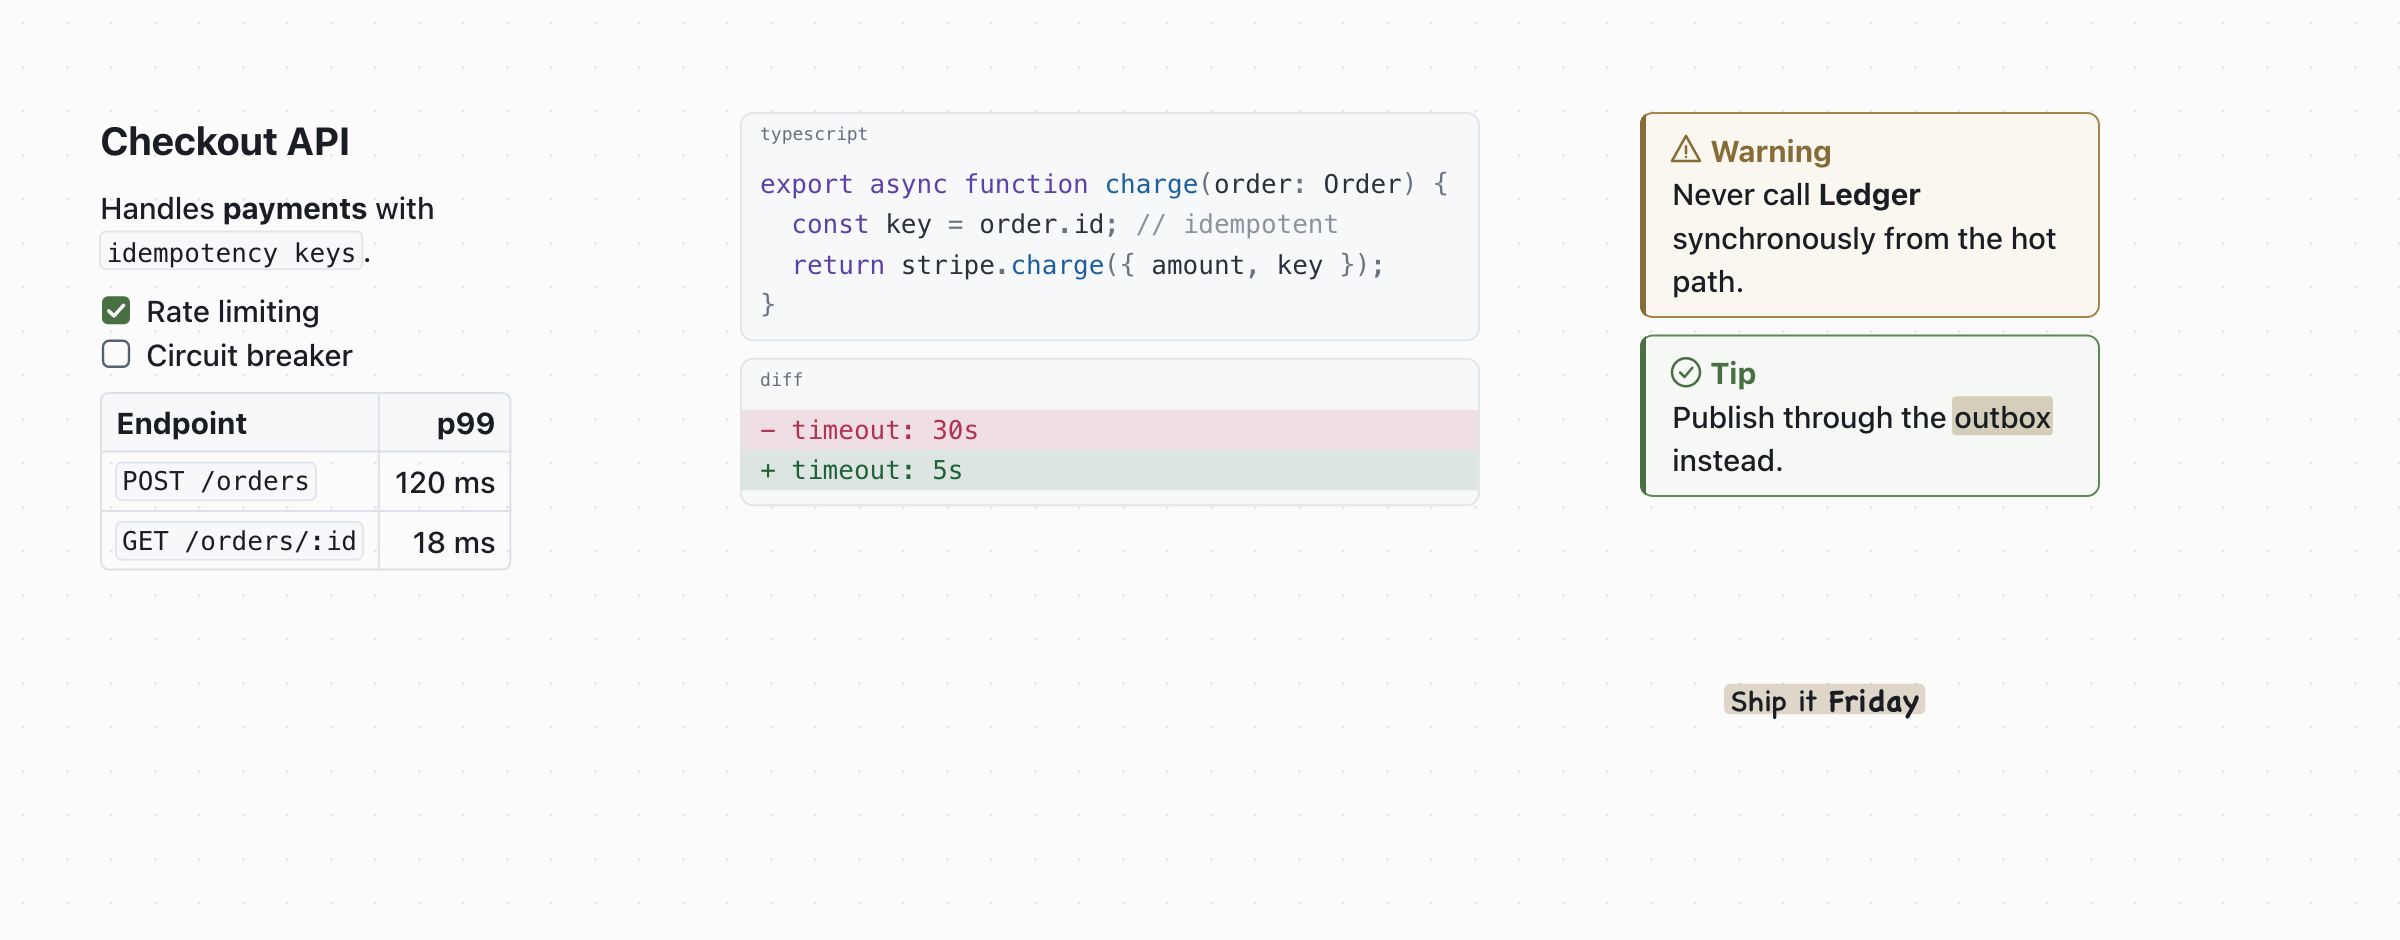 Checkout API
Handles payments with
idempotency keys.
Rate limiting
Circuit breaker
Endpoint p99
POST /orders 120 ms
GET /orders/:id 18 ms
typescript
export async function charge(order: Order) {
  const key = order.id; // idempotent
  return stripe.charge({ amount, key });
}
diff
- timeout: 30s
+ timeout: 5s
Warning
Never call Ledger
synchronously from the hot
path.
Tip
Publish through the outbox
instead.
Ship it Friday